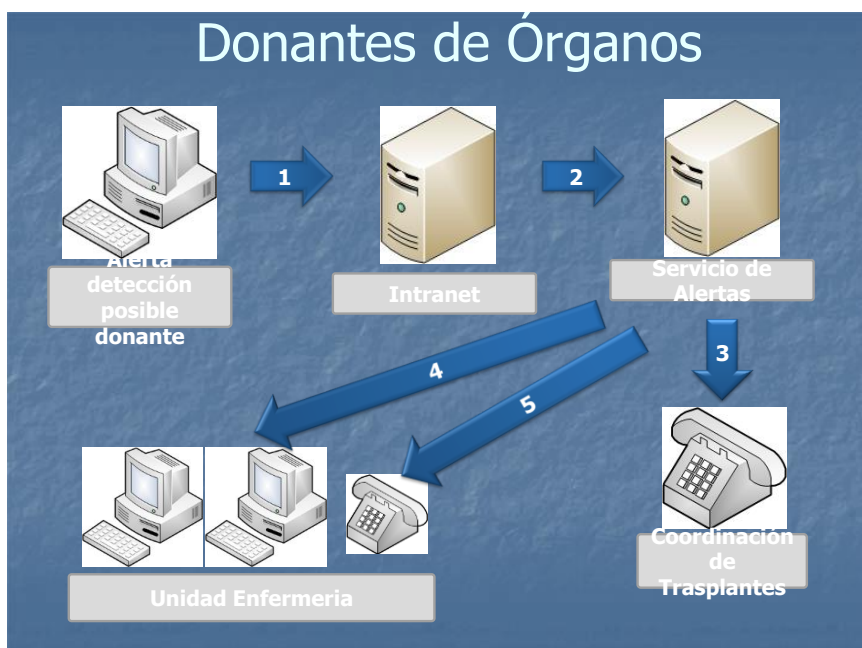 Donantes de Órganos
1
2
Alerta
detección
posible
donante
Intranet
Servicio de
Alertas
3
4
5
Unidad Enfermeria
Coordinación
de
Trasplantes